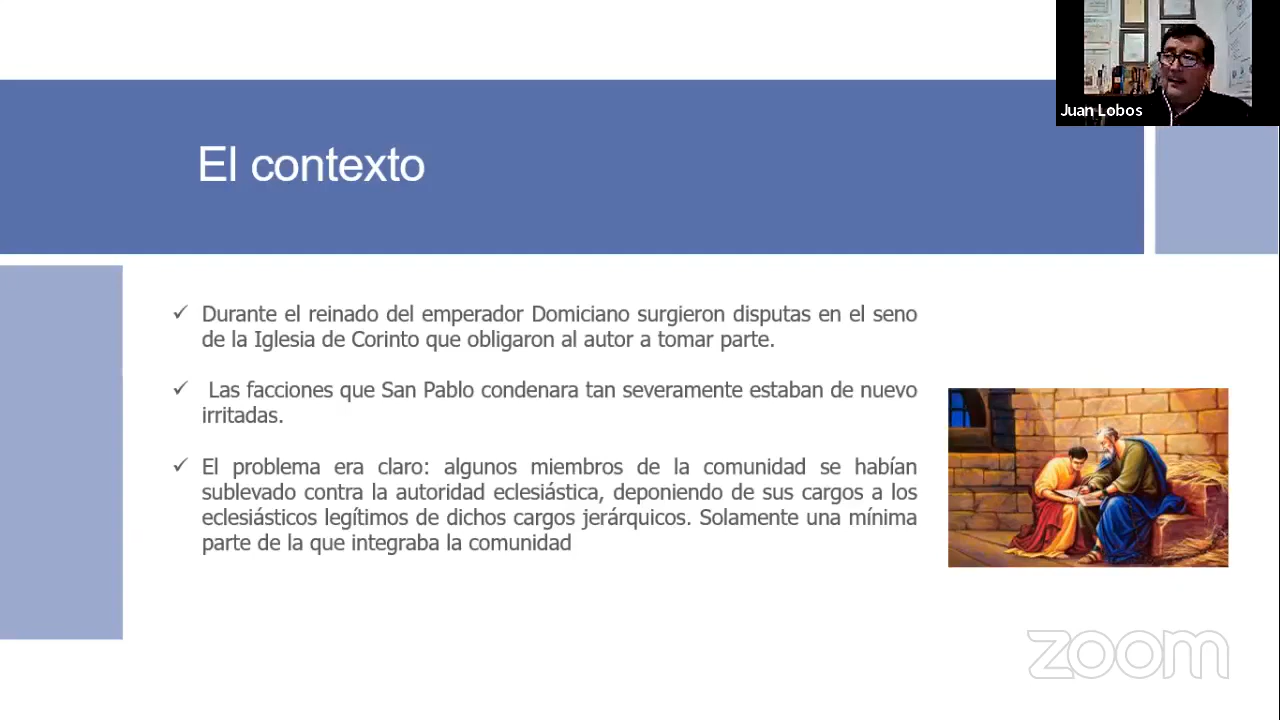 Juan Lobos
El contexto
✓ Durante el reinado del emperador Domiciano surgieron disputas en el seno
de la Iglesia de Corinto que obligaron al autor a tomar parte.
✓ Las facciones que San Pablo condenara tan severamente estaban de nuevo
irritadas.
✓ El problema era claro: algunos miembros de la comunidad se habían
sublevado contra la autoridad eclesiástica, deponiendo de sus cargos a los
eclesiásticos legítimos de dichos cargos jerárquicos. Solamente una mínima
parte de la que integraba la comunidad
zoom